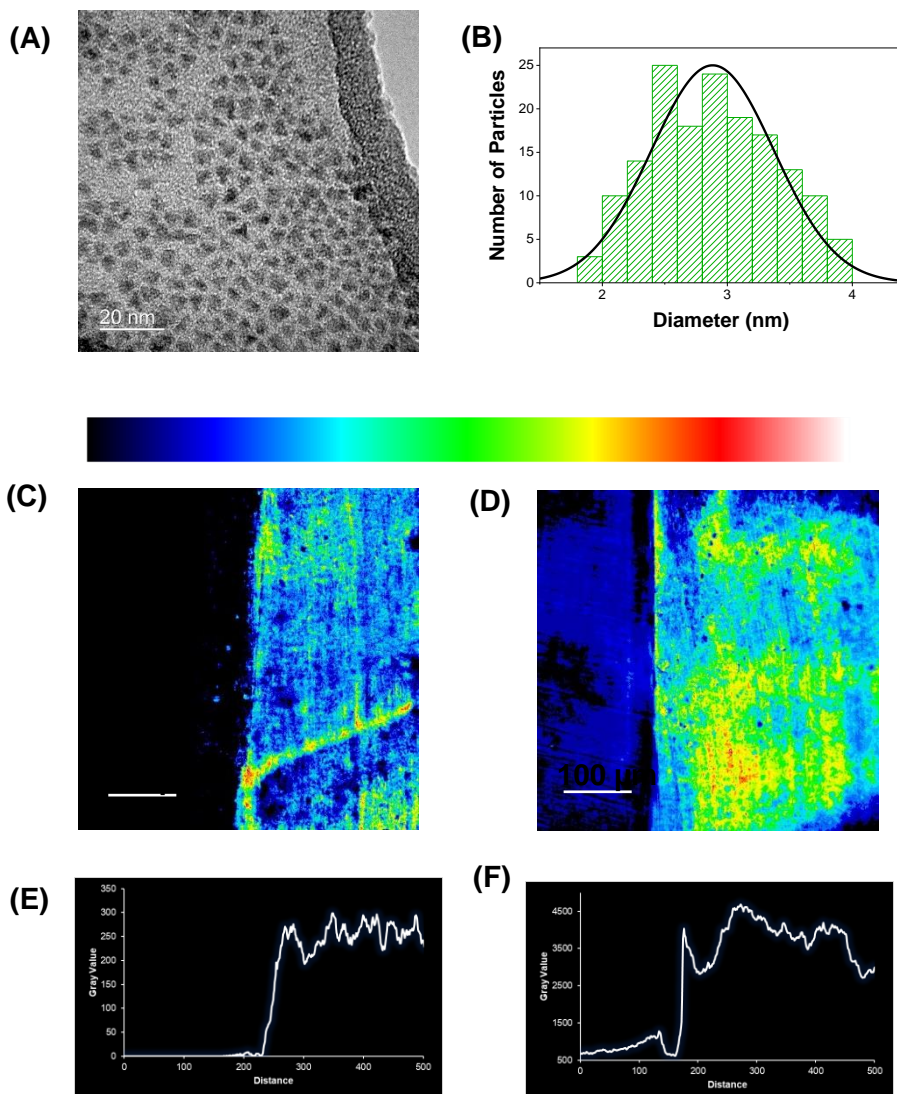 (A)
20 nm
(B)
Number of Particles
25
20
15
10
5
0
2
3
4
Diameter (nm)
(C)
(D)
100 μm
(E)
Gray Value
350
300
250
200
150
100
50
0
0
100
200
300
400
500
Distance
(F)
Gray Value
4500
3500
2500
1500
500
0
100
200
300
400
500
Distance